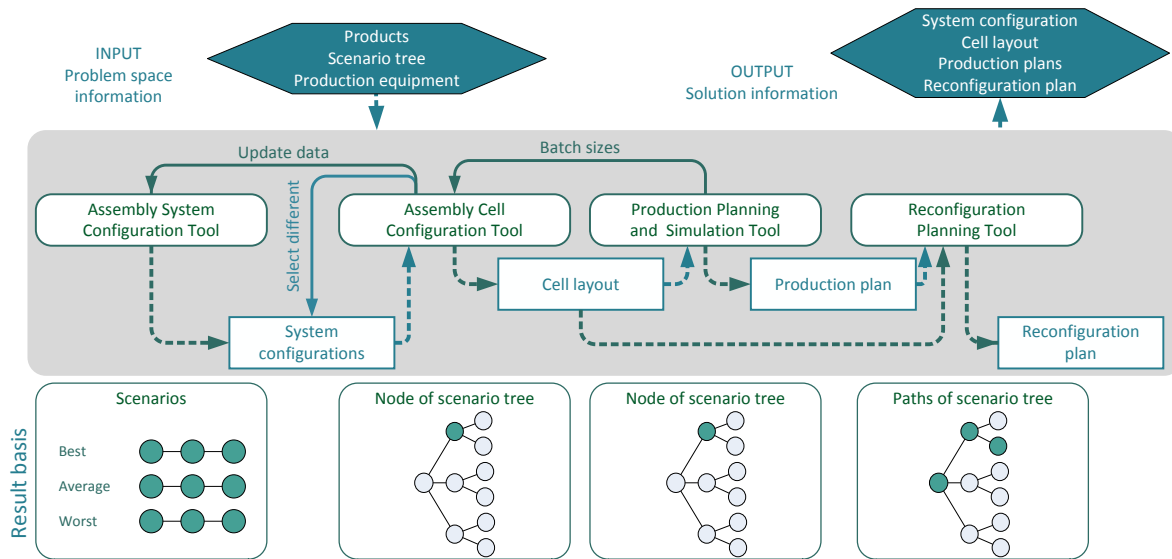 INPUT
Problem space
information
Products
Scenario tree
Production equipment
OUTPUT
Solution information
System configuration
Cell layout
Production plans
Reconfiguration plan
Update data
Batch sizes
Select different
Assembly System
Configuration Tool
Assembly Cell
Configuration Tool
Production Planning
and Simulation Tool
Reconfiguration
Planning Tool
Cell layout
Production plan
System
configurations
Reconfiguration
plan
Result basis
Scenarios
Best
Average
Worst
Node of scenario tree
Node of scenario tree
Paths of scenario tree